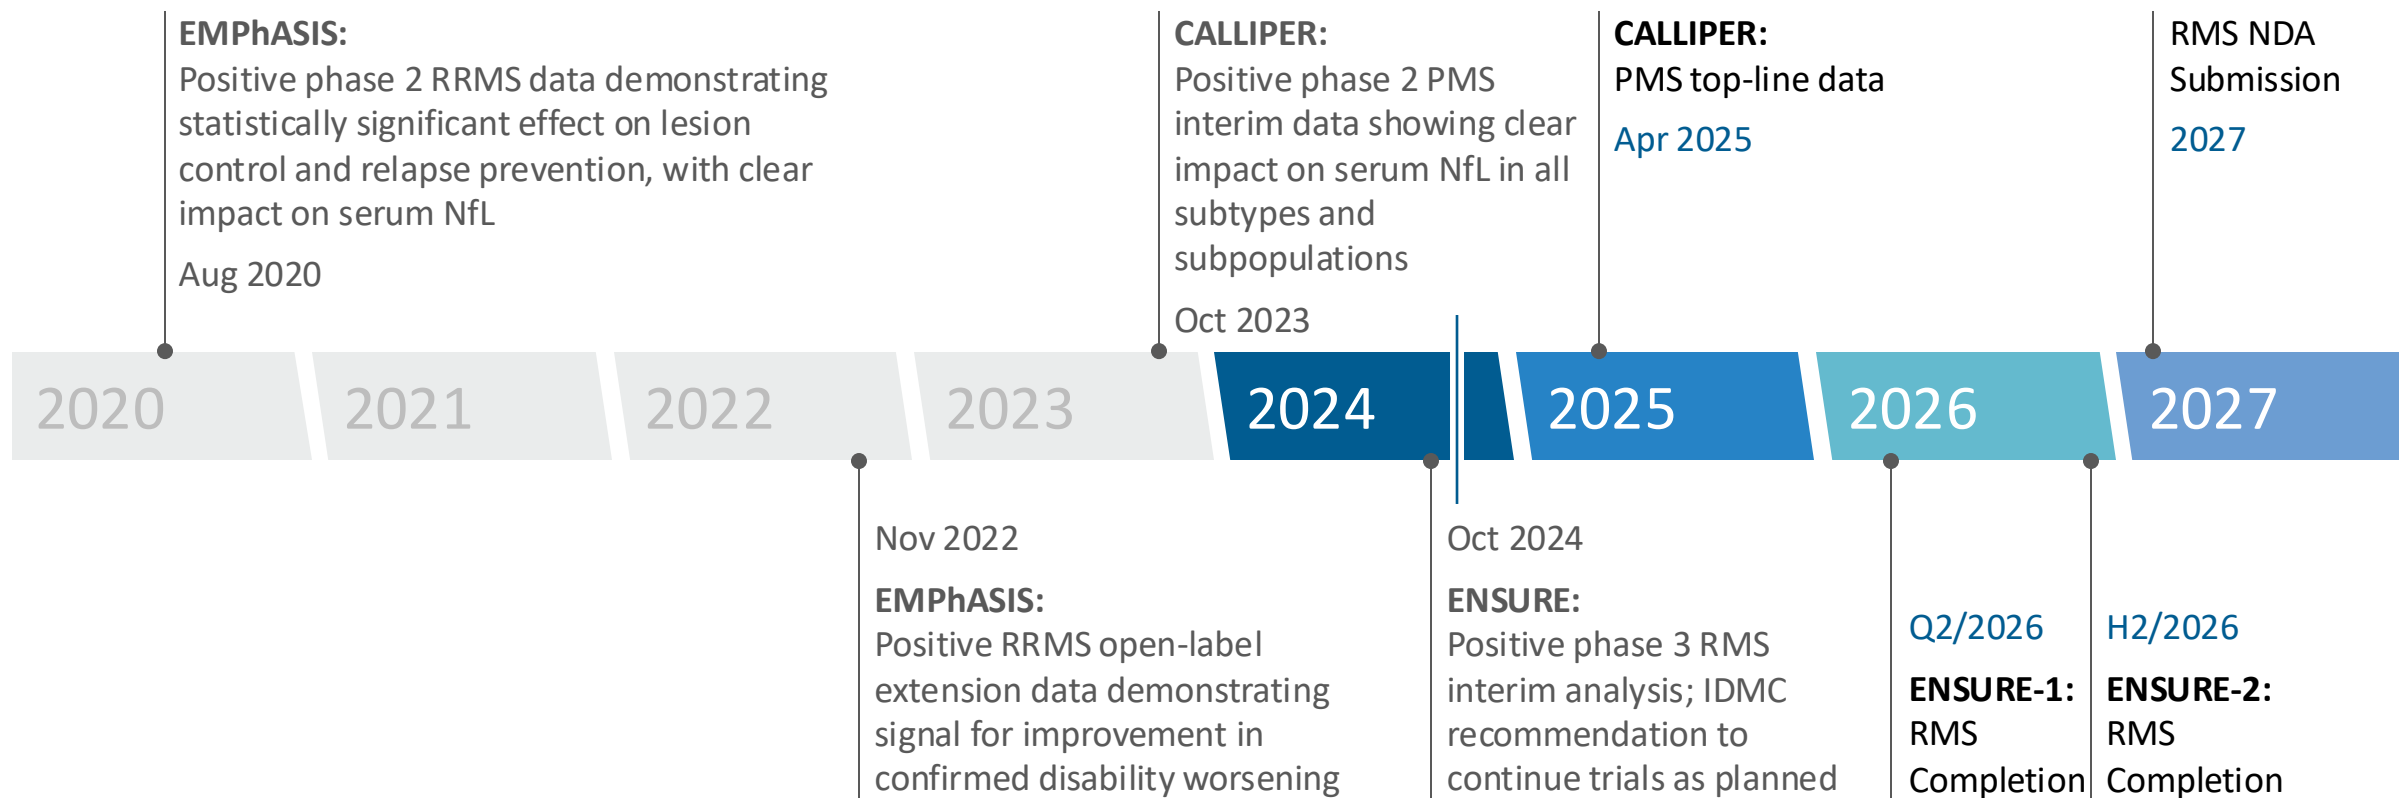 EMPhASIS:
Positive phase 2 RRMS data demonstrating
statistically significant effect on lesion
control and relapse prevention, with clear
impact on serum NfL
Aug 2020
CALLIPER:
Positive phase 2 PMS
interim data showing clear
impact on serum NfL in all
subtypes and
subpopulations
Oct 2023
CALLIPER:
PMS top-line data
Apr 2025
RMS NDA
Submission
2027
2020
2021
2022
2023
2024
2025
2026
2027
Nov 2022
EMPhASIS:
Positive RRMS open-label
extension data demonstrating
signal for improvement in
confirmed disability worsening
Oct 2024
ENSURE:
Positive phase 3 RMS
interim analysis; IDMC
recommendation to
continue trials as planned
Q2/2026
ENSURE-1:
RMS
Completion
H2/2026
ENSURE-2:
RMS
Completion